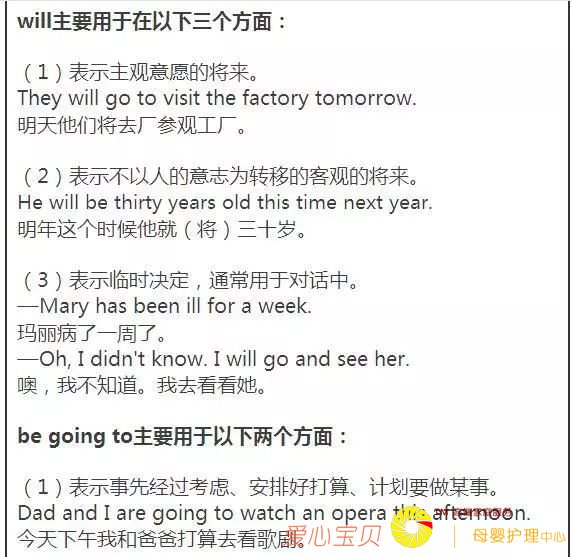 will主要用于在以下三个方面：
（1）表示主观意愿的将来。
They will go to visit the factory tomorrow.
明天他们将去厂参观工厂。
（2）表示不以人的意志为转移的客观的将来。
He will be thirty years old this time next year.
明年这个时候他就（将）三十岁。
（3）表示临时决定，通常用于对话中。
—Mary has been ill for a week.
玛丽病了一周了。
—Oh, I didn't know. I will go and see her.
噢，我不知道。我去看看她。
be going to主要用于以下两个方面：
（1）表示事先经过考虑、安排好打算、计划要做某事。
Dad and I are going to watch an opera this afternoon.
今天下午我和爸爸打算去看歌剧。
爱心宝贝
母婴护理中心